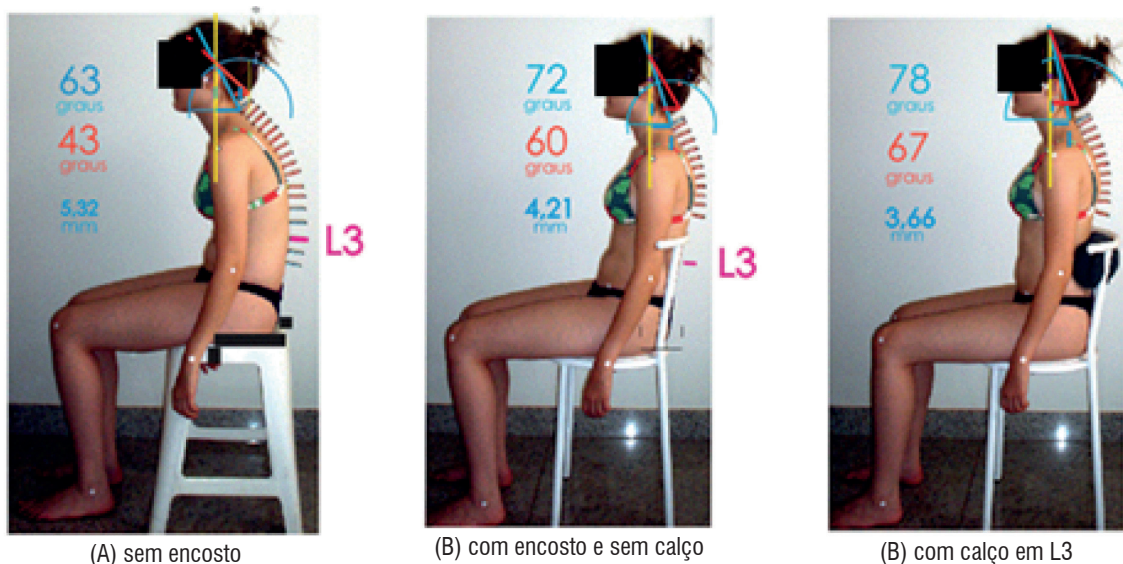 63
graus
43
graus
5,32
mm
L3
(A) sem encosto
72
graus
60
graus
4,21
mm
L3
(B) com encosto e sem calço
78
graus
67
graus
3,66
mm
(B) com calço em L3